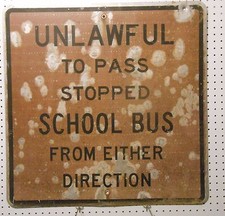 UNLAWFUL
TO PASS
STOPPED
SCHOOL BUS
FROM EITHER
DIRECTION